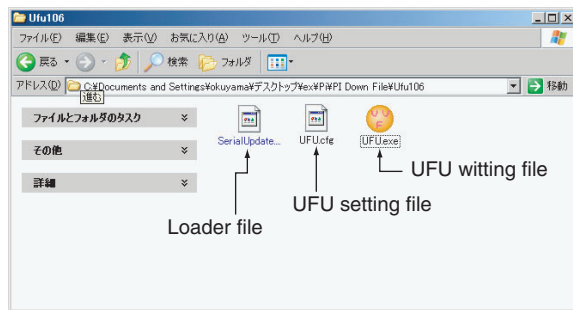 Ufu106
ファイル(F) 編集(E) 表示(V) お気に入り(A) ツール(T) ヘルプ(H)
戻る 検索 フォルダ
アドレス(D) C:¥Documents and Settings¥okuyama¥デスクトップ¥ex¥Pi¥PI Down File¥Ufu106 移動
進む
ファイルとフォルダのタスク
その他
詳細
SerialUpdate... UFU.cfg UFU.exe
UFU witting file
UFU setting file
Loader file